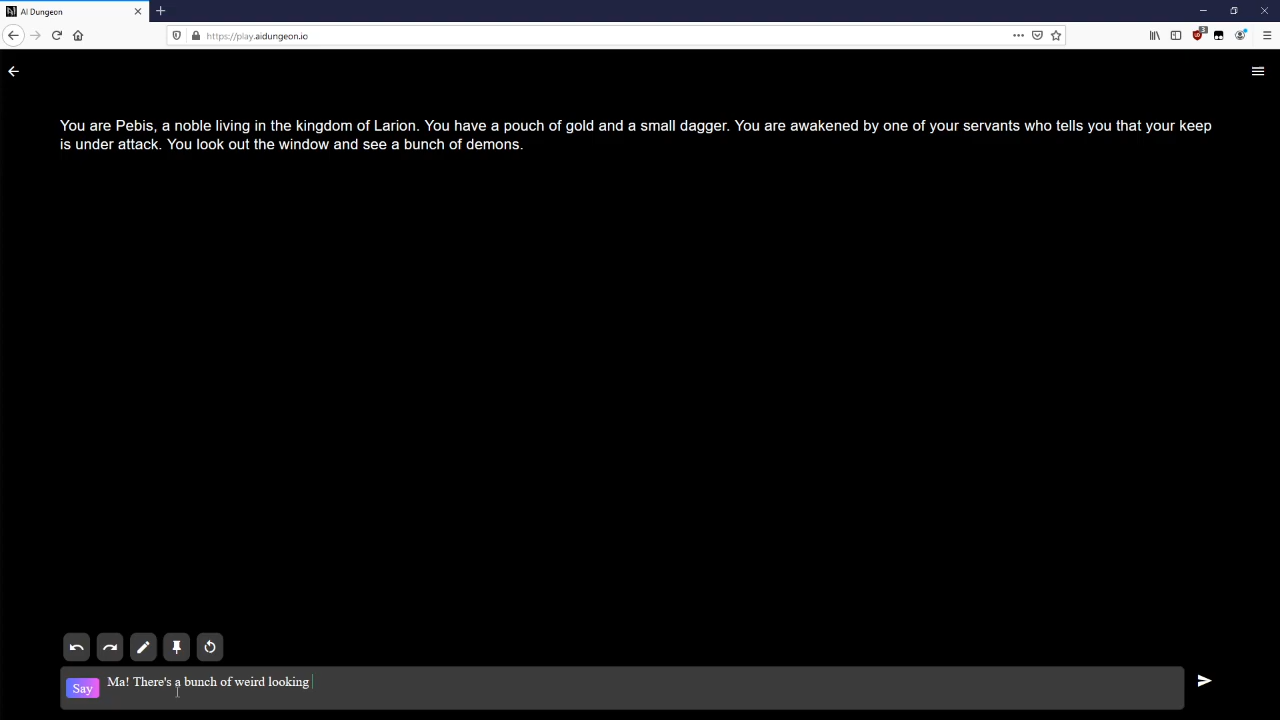 AI Dungeon
https://play.aidungeon.io
You are Pebis, a noble living in the kingdom of Larion. You have a pouch of gold and a small dagger. You are awakened by one of your servants who tells you that your keep
is under attack. You look out the window and see a bunch of demons.
Say Ma! There's a bunch of weird looking